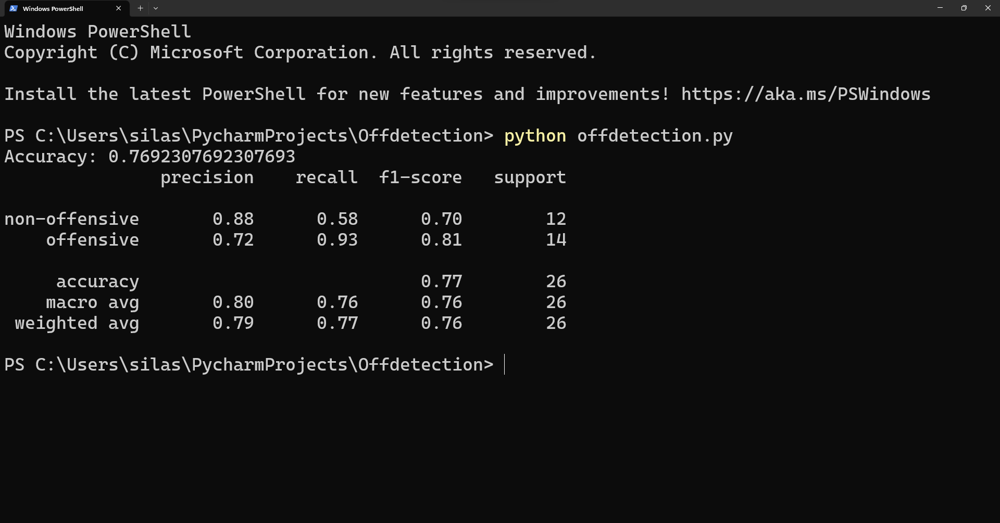 Windows PowerShell
Windows PowerShell
Copyright (C) Microsoft Corporation. All rights reserved.
Install the latest PowerShell for new features and improvements! https://aka.ms/PSWindows
PS C:\Users\silas\PycharmProjects\Offdetection> python offdetection.py
Accuracy: 0.7692307692307693
precision recall f1-score support
non-offensive 0.88 0.58 0.70 12
offensive 0.72 0.93 0.81 14
accuracy 0.77 26
macro avg 0.80 0.76 0.76 26
weighted avg 0.79 0.77 0.76 26
PS C:\Users\silas\PycharmProjects\Offdetection>